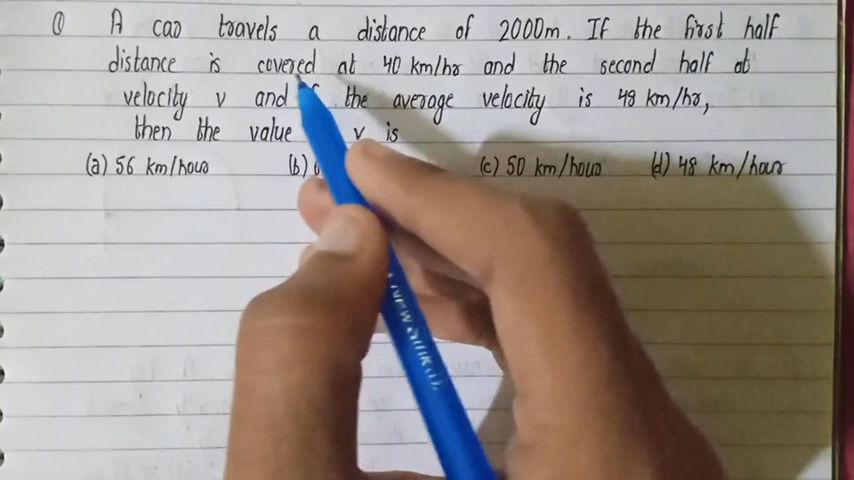 Q A car travels a distance of 2000m. If the first half
distance is covered at 40 km/hr and the second half at
velocity v and the average velocity is 48 km/hr,
then the value v is
(a) 56 km/hour (b) (c) 50 km/hour (d) 48 km/hour